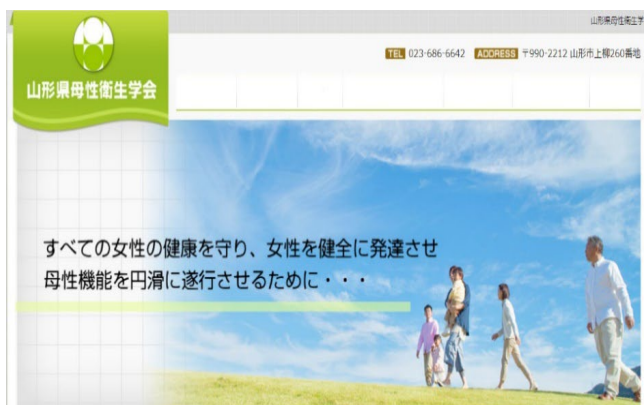 山形県母性衛生学
TEL 023-686-6642 ADDRESS 〒990-2212 山形市上柳260番地
山形県母性衛生学会
すべての女性の健康を守り、女性を健全に発達させ
母性機能を円滑に遂行させるために・・・